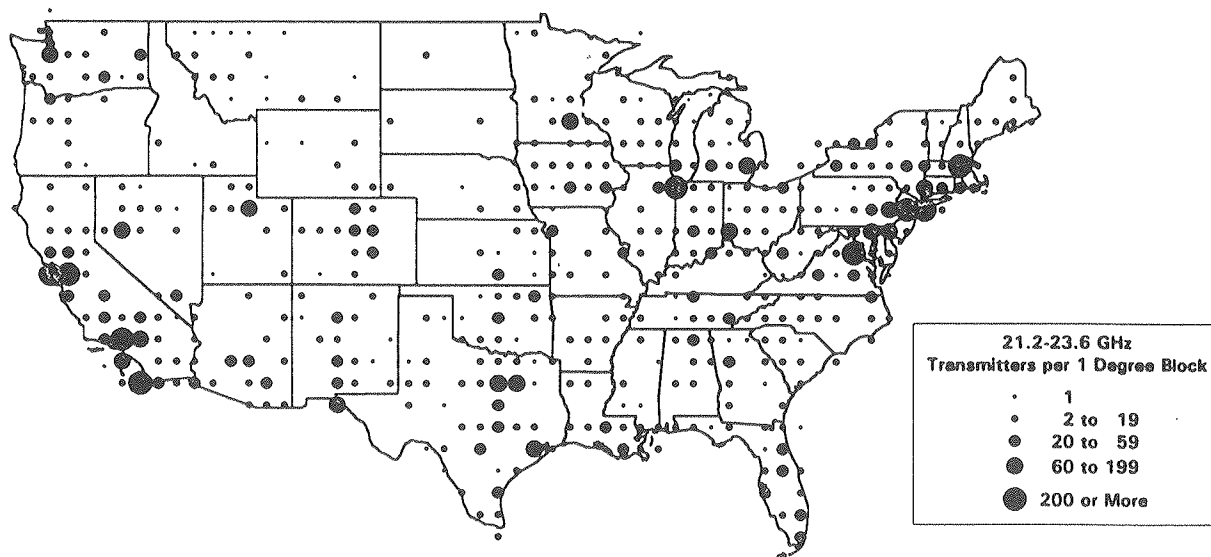 21.2-23.6 GHz
Transmitters per 1 Degree Block
1
2 to 19
20 to 59
60 to 199
200 or More